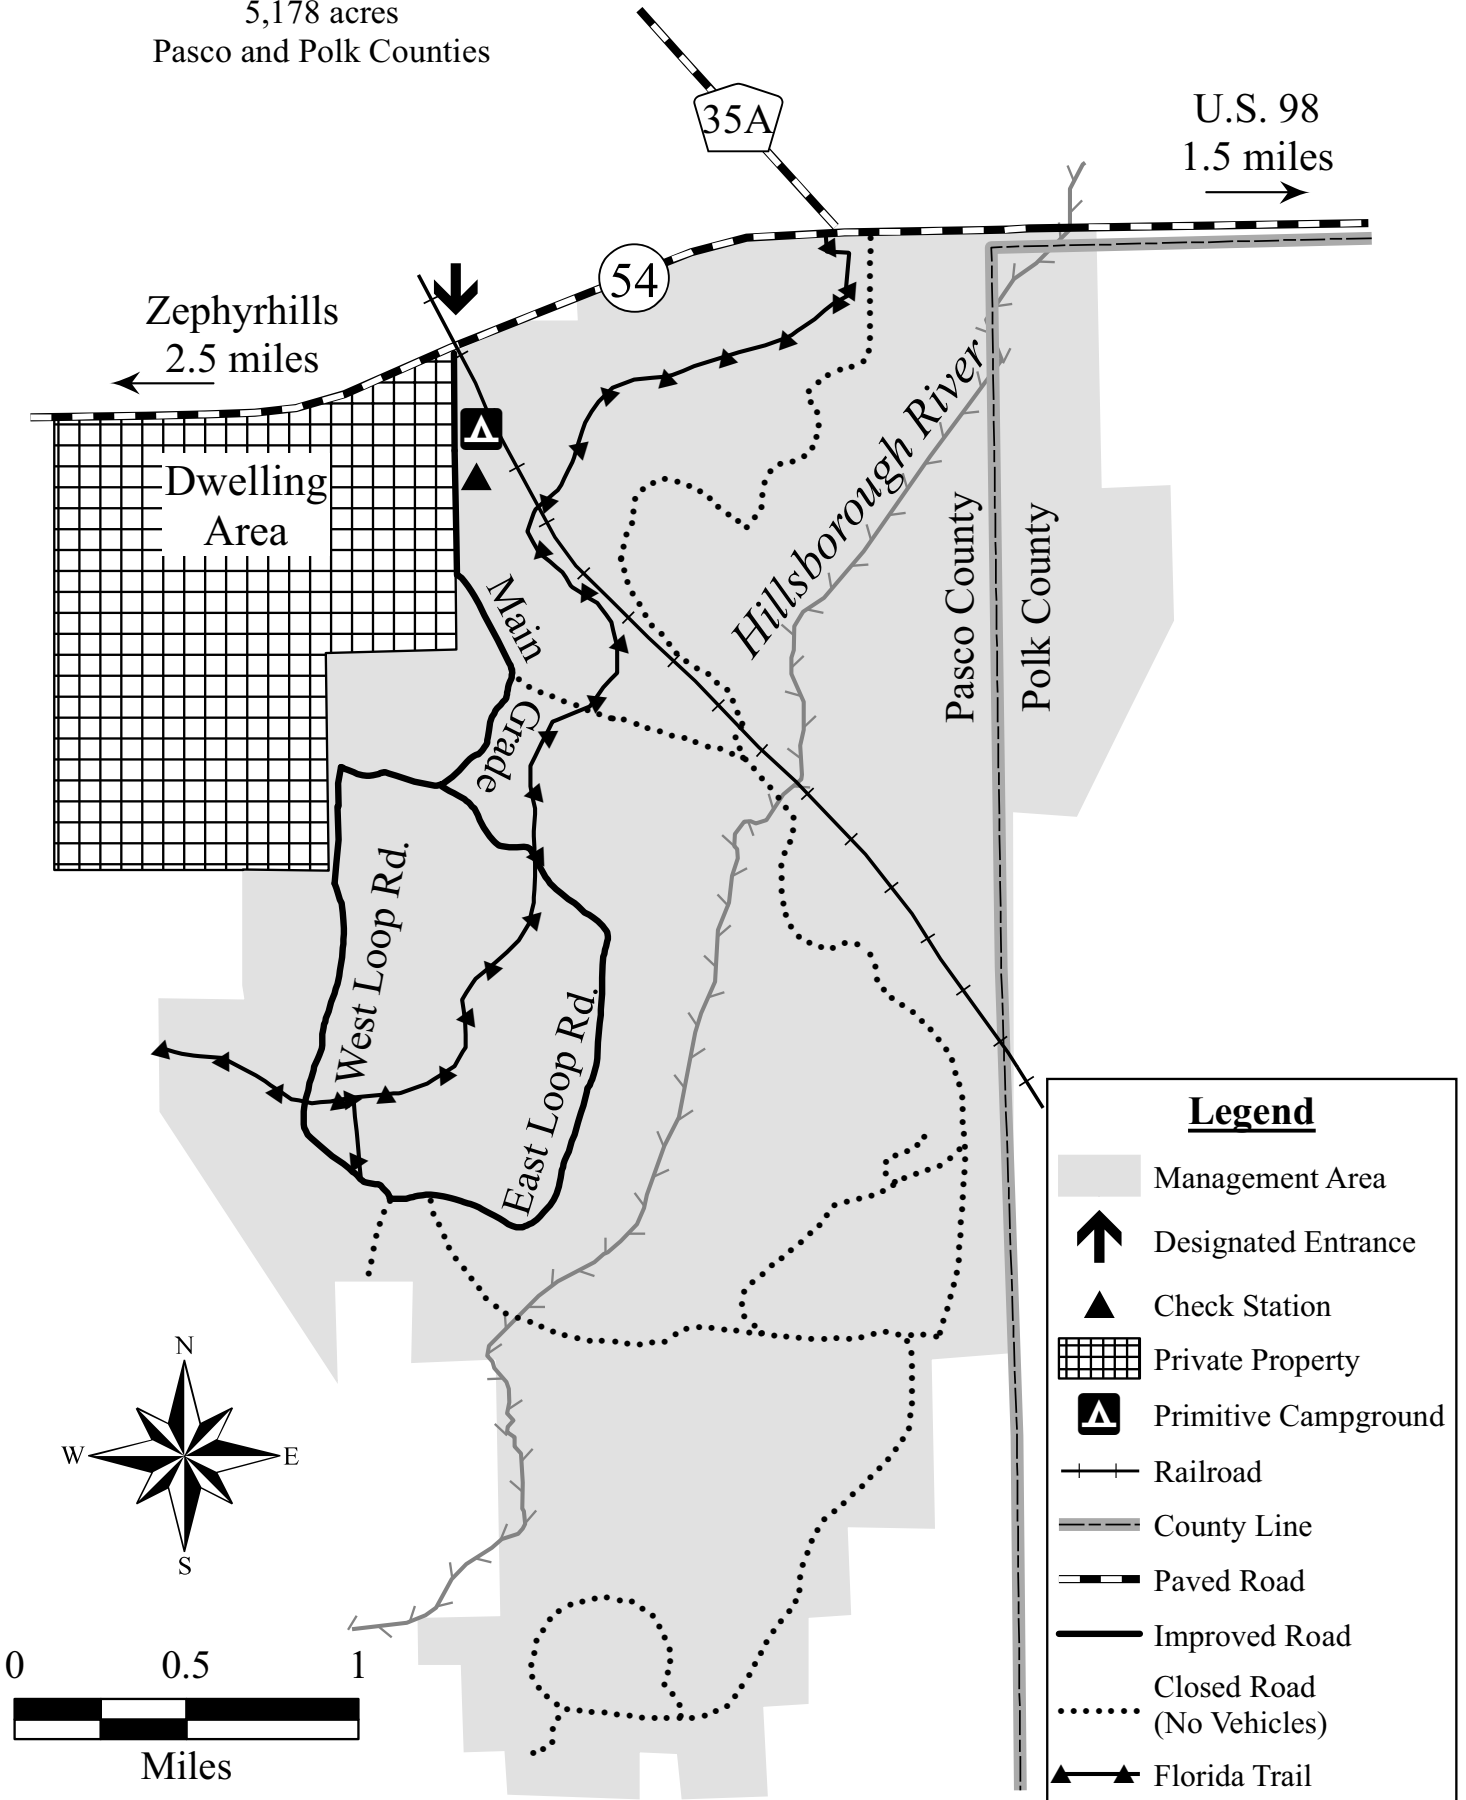 5,178 acres
Pasco and Polk Counties
35A
U.S. 98
1.5 miles
54
Zephyrhills
2.5 miles
Dwelling
Area
Hillsborough River
Pasco County
Polk County
Main
Grade
West Loop Rd.
East Loop Rd.
N
W
E
S
0 0.5 1
Miles
Legend
Management Area
Designated Entrance
Check Station
Private Property
Primitive Campground
Railroad
County Line
Paved Road
Improved Road
Closed Road
(No Vehicles)
Florida Trail